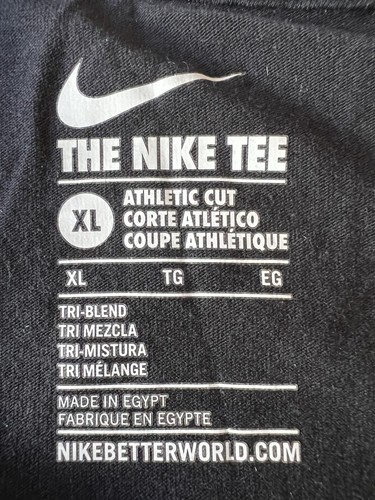 THE NIKE TEE
XL
ATHLETIC CUT
CORTE ATLÉTICO
COUPE ATHLÉTIQUE
XL TG EG
TRI-BLEND
TRI MEZCLA
TRI-MISTURA
TRI MÉLANGE
MADE IN EGYPT
FABRIQUE EN EGYPTE
NIKEBETTERWORLD.COM